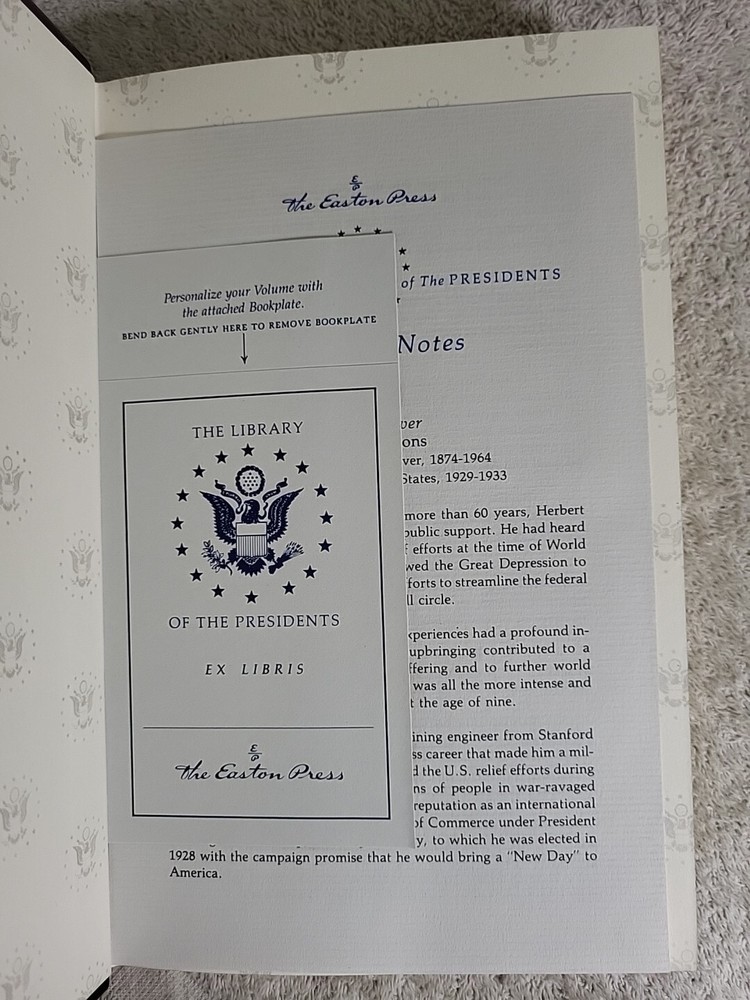 The Easton Press
of The PRESIDENTS
Notes
Personalize your Volume with
the attached Bookplate.
BEND BACK GENTLY HERE TO REMOVE BOOKPLATE
THE LIBRARY
OF THE PRESIDENTS
EX LIBRIS
The Easton Press
ver
ons
ver, 1874-1964
States, 1929-1933
more than 60 years, Herbert
public support. He had heard
efforts at the time of World
wed the Great Depression to
forts to streamline the federal
ll circle.
xperiences had a profound in-
upbringing contributed to a
ffering and to further world
was all the more intense and
t the age of nine.
ining engineer from Stanford
ss career that made him a mil-
d the U.S. relief efforts during
ns of people in war-ravaged
reputation as an international
of Commerce under President
y, to which he was elected in
1928 with the campaign promise that he would bring a "New Day" to
America.